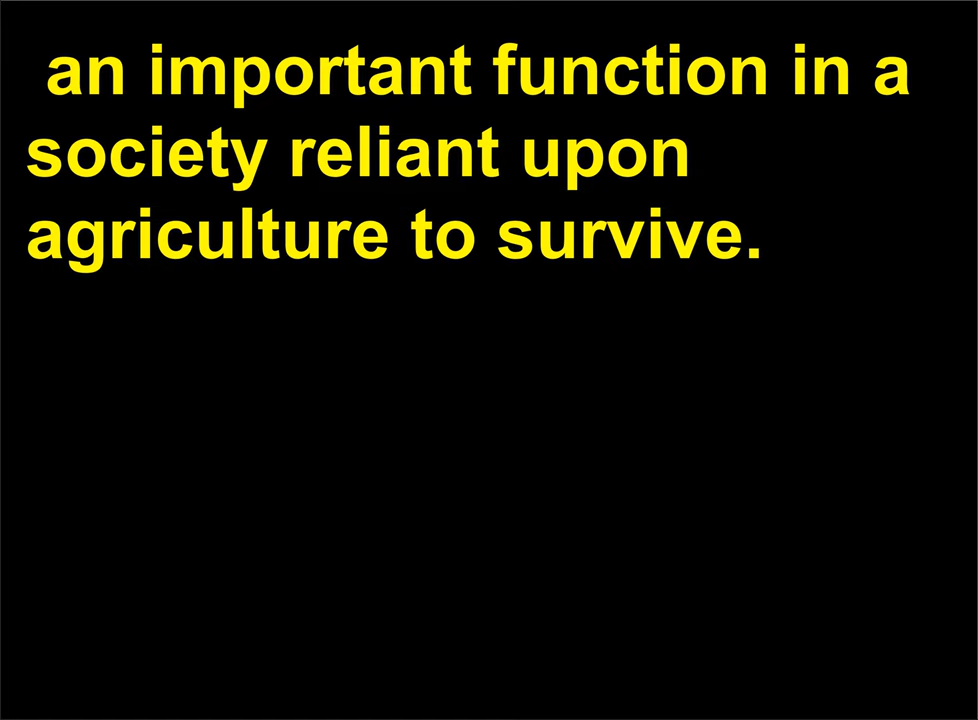 an important function in a
society reliant upon
agriculture to survive.